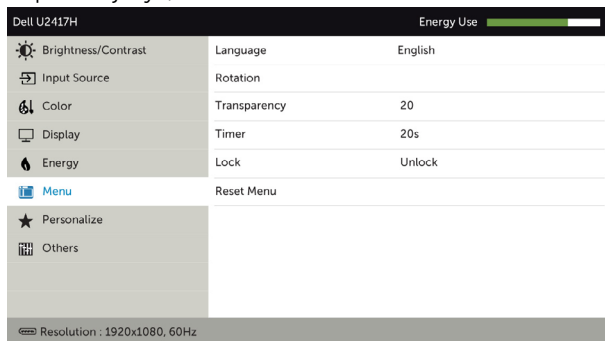 Dell U2417H Energy Use
Brightness/Contrast Language English
Input Source Rotation
Color Transparency 20
Display Timer 20s
Energy Lock Unlock
Menu Reset Menu
Personalize
Others
Resolution : 1920x1080, 60Hz